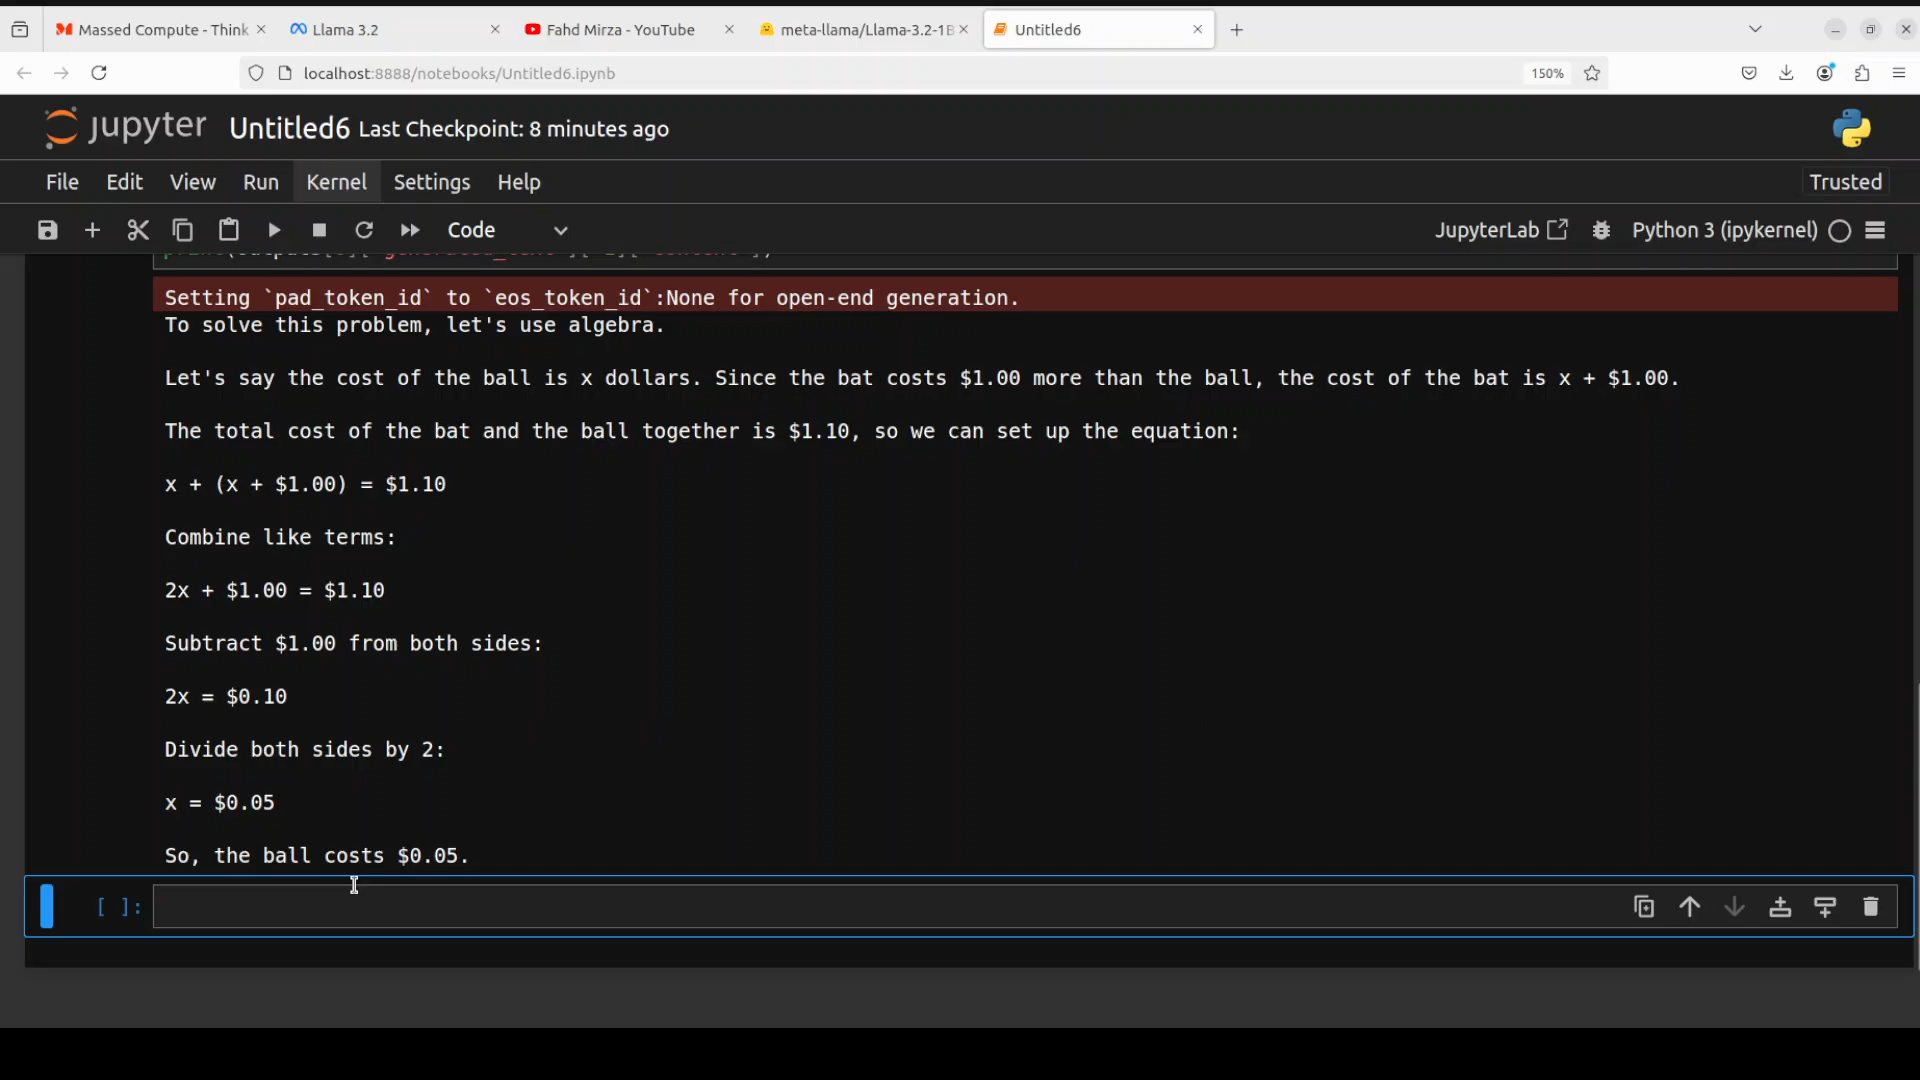 Massed Compute - Think
Llama 3.2
Fahd Mirza - YouTube
meta-llama/Llama-3.2-1B
Untitled6
localhost:8888/notebooks/Untitled6.ipynb
150%
jupyter
Untitled6 Last Checkpoint: 8 minutes ago
File Edit View Run Kernel Settings Help
Trusted
Code
JupyterLab
Python 3 (ipykernel)
Setting `pad_token_id` to `eos_token_id`:None for open-end generation.
To solve this problem, let's use algebra.
Let's say the cost of the ball is x dollars. Since the bat costs $1.00 more than the ball, the cost of the bat is x + $1.00.
The total cost of the bat and the ball together is $1.10, so we can set up the equation:
x + (x + $1.00) = $1.10
Combine like terms:
2x + $1.00 = $1.10
Subtract $1.00 from both sides:
2x = $0.10
Divide both sides by 2:
x = $0.05
So, the ball costs $0.05.
[ ]: